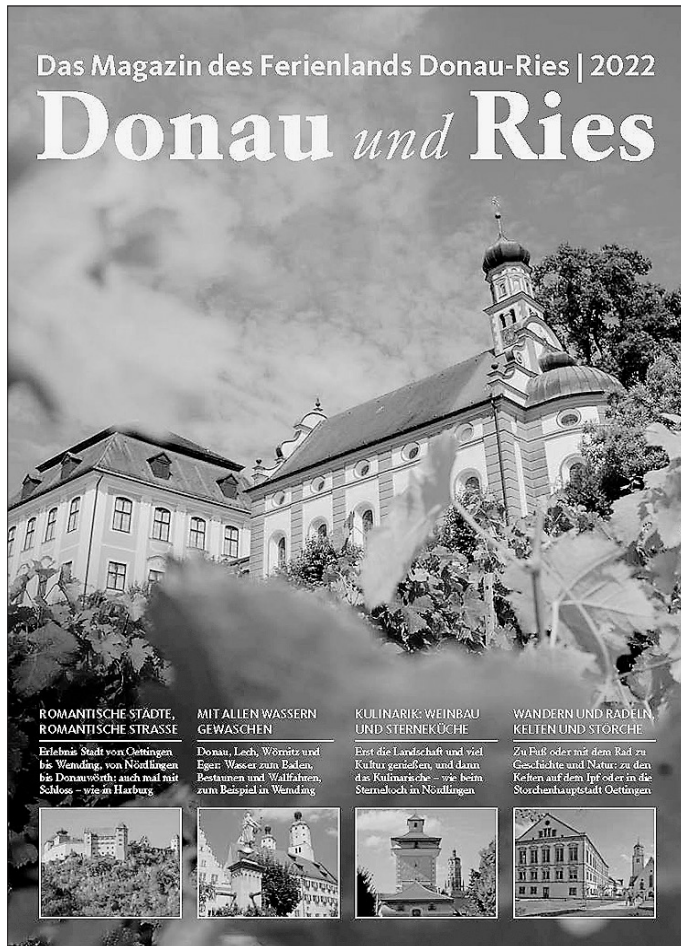 Das Magazin des Ferienlands Donau-Ries | 2022
Donau und Ries
ROMANTISCHE STÄDTE,
ROMANTISCHE STRASSE
Erlebnis Stadt von Oettingen
bis Wemding, von Nördlingen
bis Donauwörth; auch mal mit
Schloss – wie in Harburg
MIT ALLEN WASSERN
GEWASCHEN
Donau, Lech, Wörnitz und
Eger: Wasser zum Baden,
Bestaunen und Wallfahren,
zum Beispiel in Wemding
KULINARIK: WEINBAU
UND STERNEKÜCHE
Erst die Landschaft und viel
Kultur genießen, und dann
das Kulinarische – wie beim
Sternekoch in Nördlingen
WANDERN UND RADELN,
KELTEN UND STÖRCHE
Zu Fuß oder mit dem Rad zu
Geschichte und Natur: zu den
Kelten auf dem Ipf oder in die
Storchenhauptstadt Oettingen